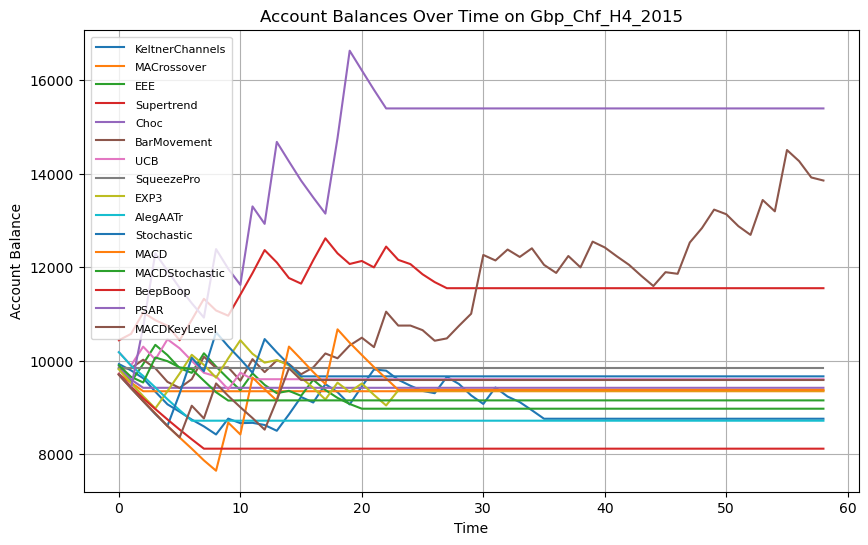 Account Balances Over Time on Gbp_Chf_H4_2015
KeltnerChannels
MACrossover
EEE
Supertrend
Choc
BarMovement
UCB
SqueezePro
EXP3
AlegAATr
Stochastic
MACD
MACDStochastic
BeepBoop
PSAR
MACDKeyLevel
Account Balance
16000
14000
12000
10000
8000
0 10 20 30 40 50 60
Time